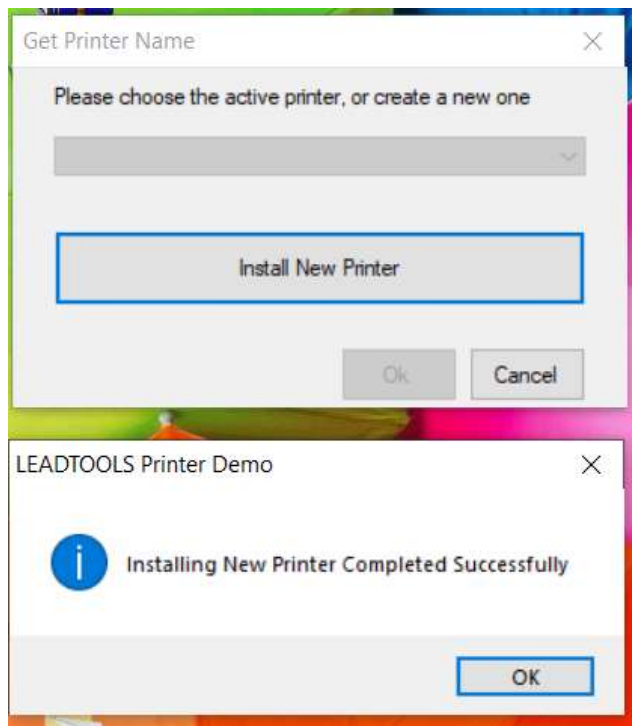 Get Printer Name
Please choose the active printer, or create a new one
Install New Printer
Ok
Cancel
LEADTOOLS Printer Demo
Installing New Printer Completed Successfully
OK